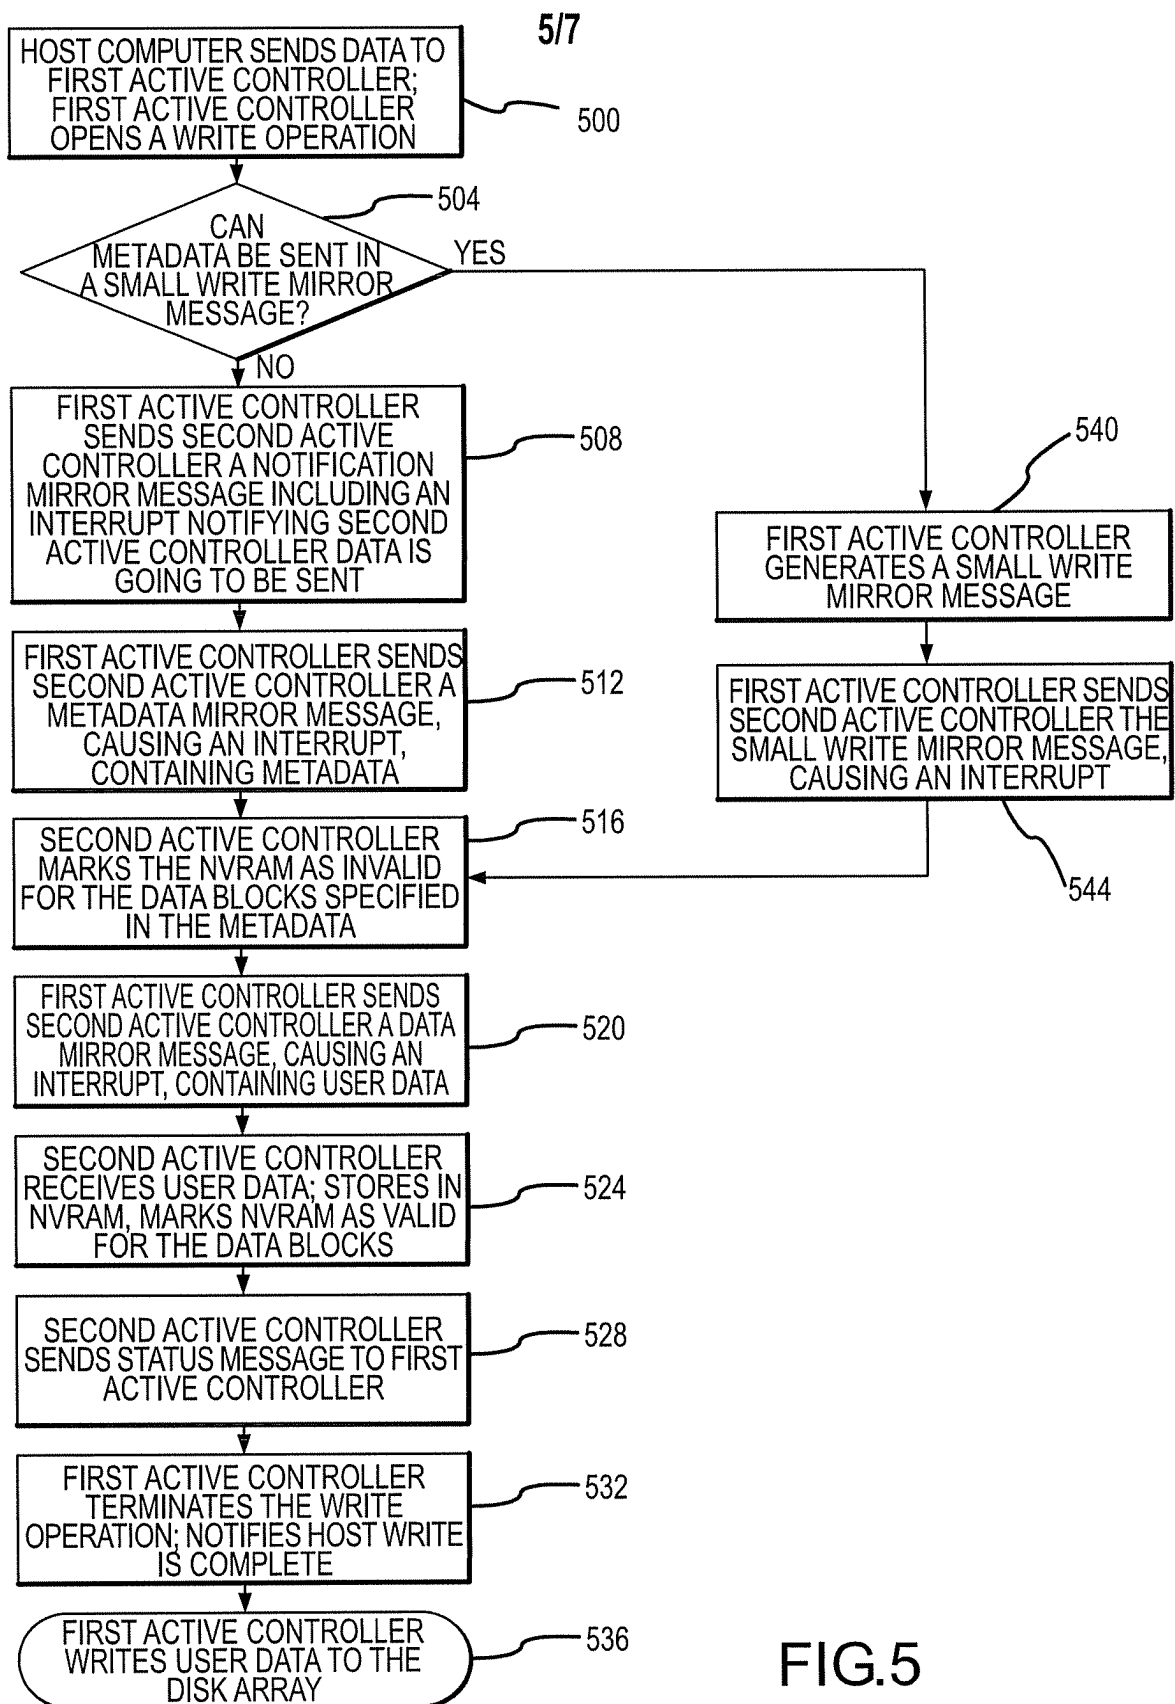 5/7
HOST COMPUTER SENDS DATA TO
FIRST ACTIVE CONTROLLER;
FIRST ACTIVE CONTROLLER
OPENS A WRITE OPERATION
500
504
CAN
METADADA BE SENT IN
A SMALL WRITE MIRROR
MESSAGE?
YES
NO
FIRST ACTIVE CONTROLLER
SENDS SECOND ACTIVE
CONTROLLER A NOTIFICATION
MIRROR MESSAGE INCLUDING AN
INTERRUPT NOTIFYING SECOND
ACTIVE CONTROLLER DATA IS
GOING TO BE SENT
508
540
FIRST ACTIVE CONTROLLER
GENERATES A SMALL WRITE
MIRROR MESSAGE
FIRST ACTIVE CONTROLLER SENDS
SECOND ACTIVE CONTROLLER A
METADATA MIRROR MESSAGE,
CAUSING AN INTERRUPT,
CONTAINING METADATA
512
FIRST ACTIVE CONTROLLER SENDS
SECOND ACTIVE CONTROLLER THE
SMALL WRITE MIRROR MESSAGE,
CAUSING AN INTERRUPT
544
SECOND ACTIVE CONTROLLER
MARKS THE NVRAM AS INVALID
FOR THE DATA BLOCKS SPECIFIED
IN THE METADATA
516
FIRST ACTIVE CONTROLLER SENDS
SECOND ACTIVE CONTROLLER A DATA
MIRROR MESSAGE, CAUSING AN
INTERRUPT, CONTAINING USER DATA
520
SECOND ACTIVE CONTROLLER
RECEIVES USER DATA; STORES IN
NVRAM, MARKS NVRAM AS VALID
FOR THE DATA BLOCKS
524
SECOND ACTIVE CONTROLLER
SENDS STATUS MESSAGE TO FIRST
ACTIVE CONTROLLER
528
FIRST ACTIVE CONTROLLER
TERMINATES THE WRITE
OPERATION; NOTIFIES HOST WRITE
IS COMPLETE
532
FIRST ACTIVE CONTROLLER
WRITES USER DATA TO THE
DISK ARRAY
536
FIG.5